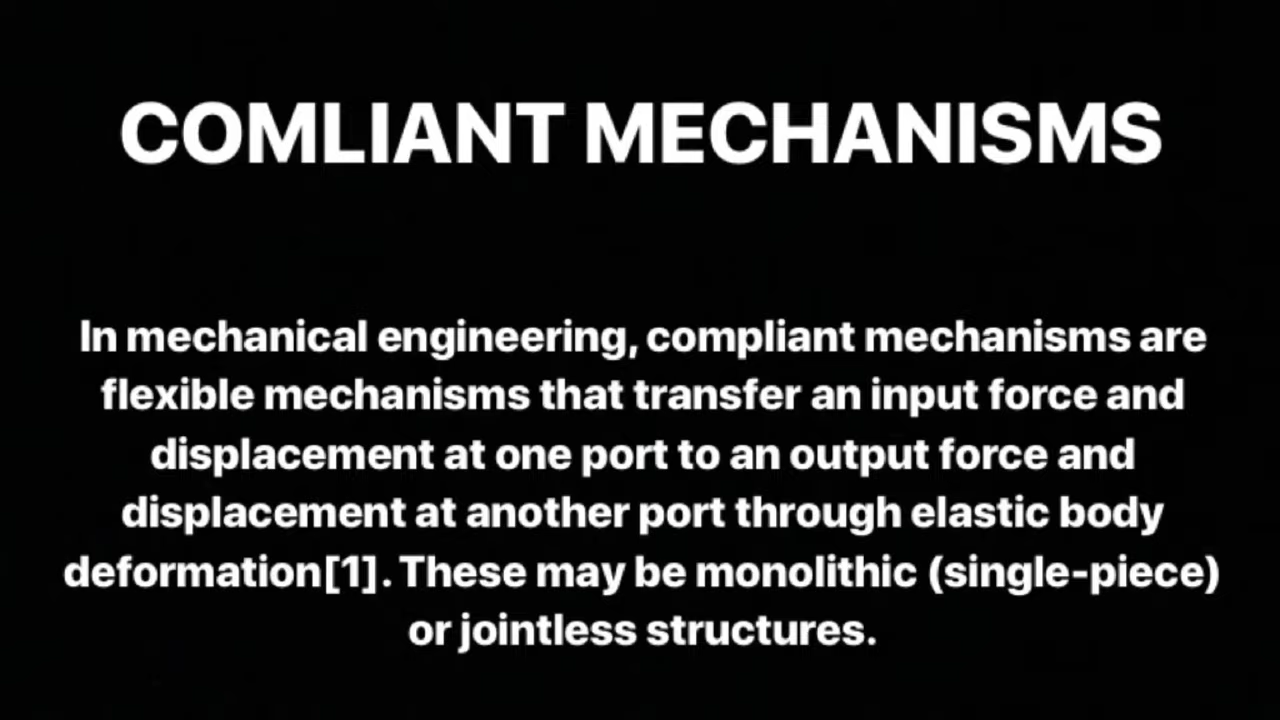 COMLIANT MECHANISMS
In mechanical engineering, compliant mechanisms are
flexible mechanisms that transfer an input force and
displacement at one port to an output force and
displacement at another port through elastic body
deformation[1]. These may be monolithic (single-piece)
or jointless structures.